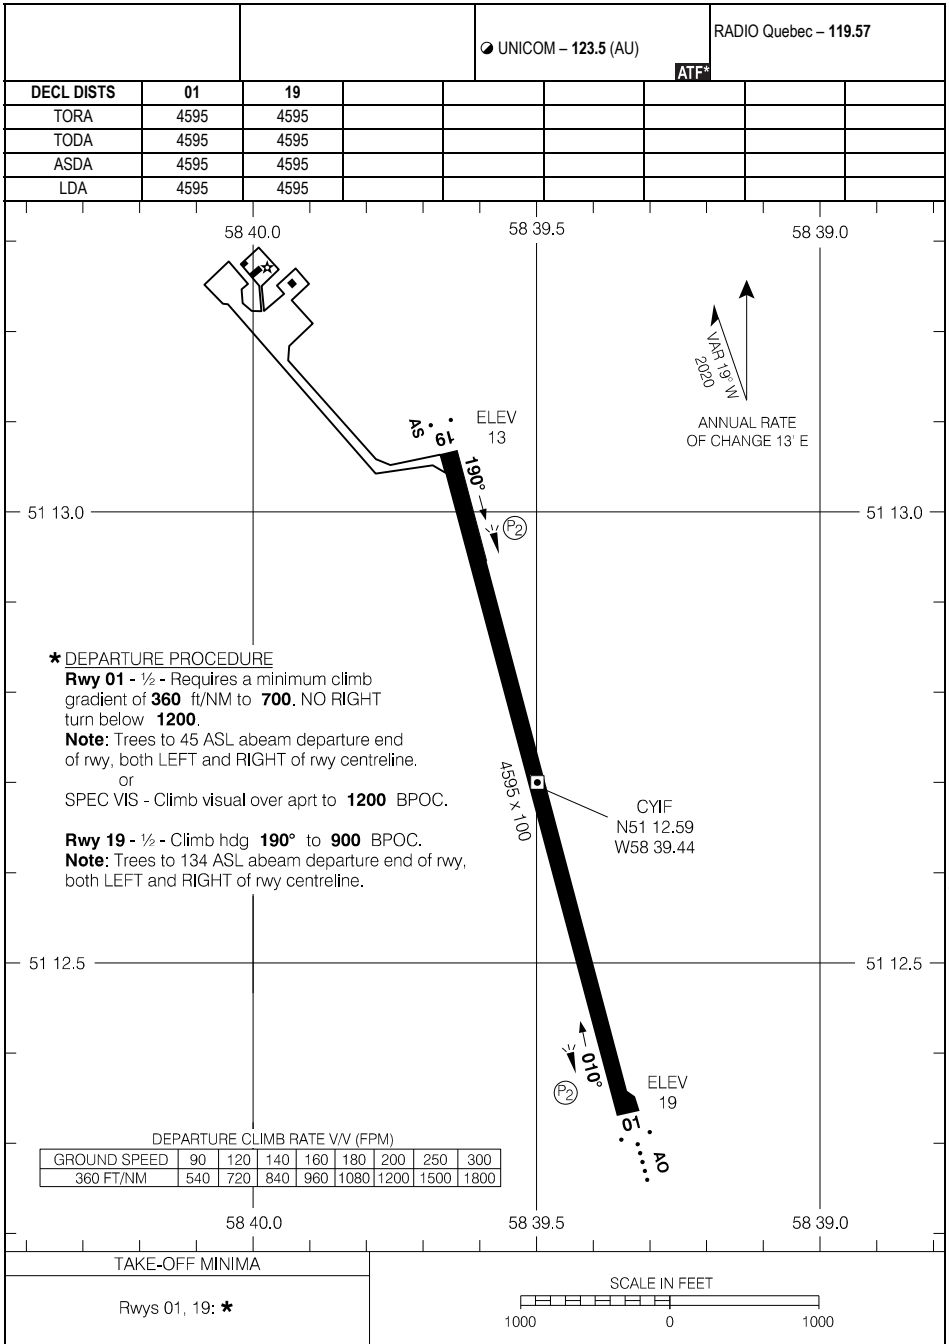 UNICOM – 123.5 (AU)
ATF*
RADIO Quebec – 119.57
DECL DISTS 01 19
TORA 4595 4595
TODA 4595 4595
ASDA 4595 4595
LDA 4595 4595
58 40.0 58 39.5 58 39.0
VAR 19° W
2020
ANNUAL RATE
OF CHANGE 13' E
AS
19
ELEV
13
190°
P2
51 13.0 51 13.0
* DEPARTURE PROCEDURE
Rwy 01 - ½ - Requires a minimum climb
gradient of 360 ft/NM to 700. NO RIGHT
turn below 1200.
Note: Trees to 45 ASL abeam departure end
of rwy, both LEFT and RIGHT of rwy centreline.
or
SPEC VIS - Climb visual over aprt to 1200 BPOC.
Rwy 19 - ½ - Climb hdg 190° to 900 BPOC.
Note: Trees to 134 ASL abeam departure end of rwy,
both LEFT and RIGHT of rwy centreline.
4595 x 100
CYIF
N51 12.59
W58 39.44
51 12.5 51 12.5
010°
P2
ELEV
19
01
AO
DEPARTURE CLIMB RATE V/V (FPM)
GROUND SPEED 90 120 140 160 180 200 250 300
360 FT/NM 540 720 840 960 1080 1200 1500 1800
58 40.0 58 39.5 58 39.0
TAKE-OFF MINIMA
Rwys 01, 19: *
SCALE IN FEET
1000 0 1000